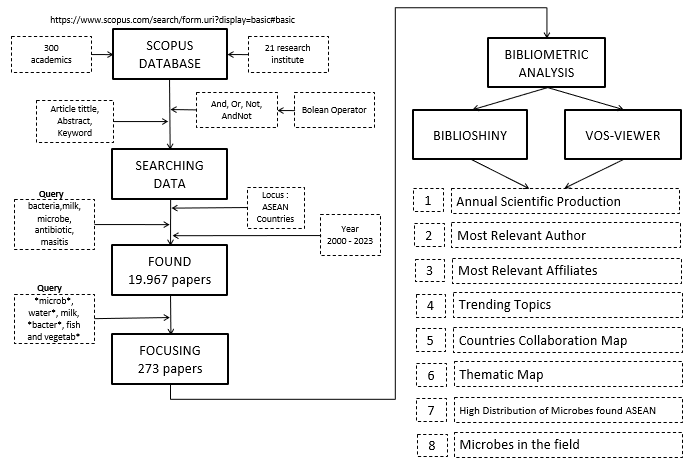 https://www.scopus.com/search/form.uri?display=basic#basic
300
academics
SCOPUS
DATABASE
21 research
institute
Article tittle,
Abstract,
Keyword
And, Or, Not,
AndNot
Bolean Operator
SEARCHING
DATA
Query
bacteria,milk,
microbe,
antibiotic,
masitis
Locus :
ASEAN
Countries
Year
2000 - 2023
FOUND
19.967 papers
Query
*microb*,
water*, milk,
*bacter*, fish
and vegetab*
FOCUSING
273 papers
BIBLIOMETRIC
ANALYSIS
BIBLIOSHINY
VOS-VIEWER
1 Annual Scientific Production
2 Most Relevant Author
3 Most Relevant Affiliates
4 Trending Topics
5 Countries Collaboration Map
6 Thematic Map
7 High Distribution of Microbes found ASEAN
8 Microbes in the field